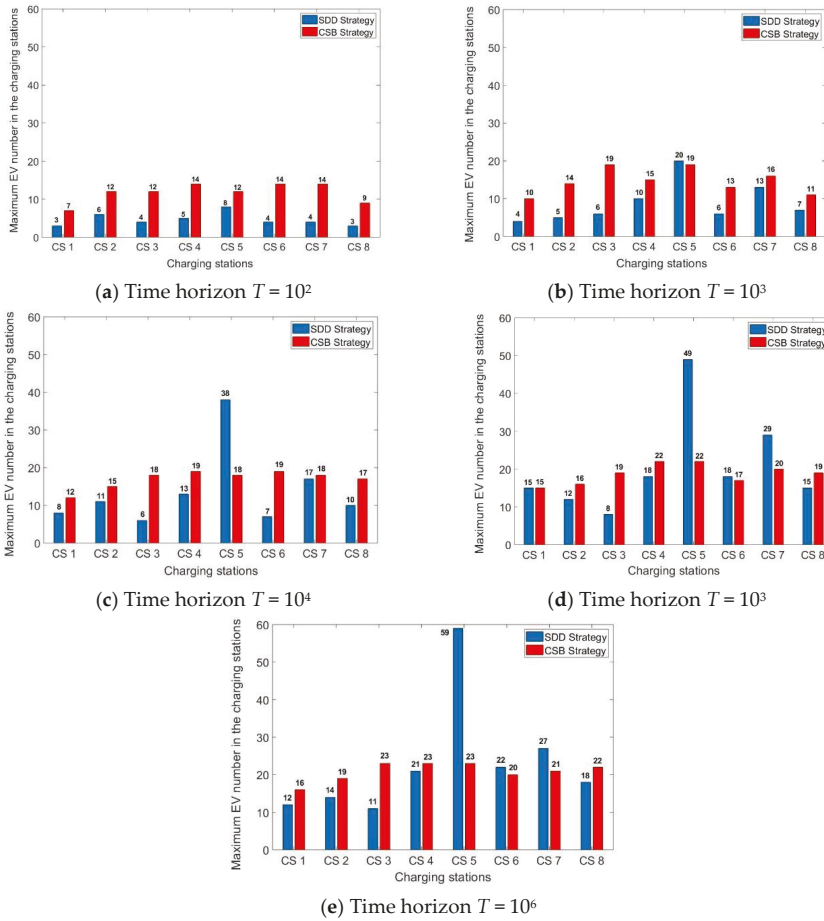 60
50
40
30
20
10
0
Maximum EV number in the charging stations
SDD Strategy
CSB Strategy
3 7 6 12 4 12 5 14 8 12 4 14 4 14 3 9
CS 1 CS 2 CS 3 CS 4 CS 5 CS 6 CS 7 CS 8
Charging stations
(a) Time horizon T = 10²
60
50
40
30
20
10
0
Maximum EV number in the charging stations
SDD Strategy
CSB Strategy
4 10 5 14 6 19 10 15 20 19 6 13 13 16 7 11
CS 1 CS 2 CS 3 CS 4 CS 5 CS 6 CS 7 CS 8
Charging stations
(b) Time horizon T = 10³
60
50
40
30
20
10
0
Maximum EV number in the charging stations
SDD Strategy
CSB Strategy
8 12 11 15 6 18 13 19 38 18 7 19 17 18 10 17
CS 1 CS 2 CS 3 CS 4 CS 5 CS 6 CS 7 CS 8
Charging stations
(c) Time horizon T = 10⁴
60
50
40
30
20
10
0
Maximum EV number in the charging stations
SDD Strategy
CSB Strategy
15 15 12 16 8 19 18 22 49 22 18 17 29 20 15 19
CS 1 CS 2 CS 3 CS 4 CS 5 CS 6 CS 7 CS 8
Charging stations
(d) Time horizon T = 10³
60
50
40
30
20
10
0
Maximum EV number in the charging stations
SDD Strategy
CSB Strategy
12 16 14 19 11 23 21 23 59 23 22 20 27 21 18 22
CS 1 CS 2 CS 3 CS 4 CS 5 CS 6 CS 7 CS 8
Charging stations
(e) Time horizon T = 10⁶